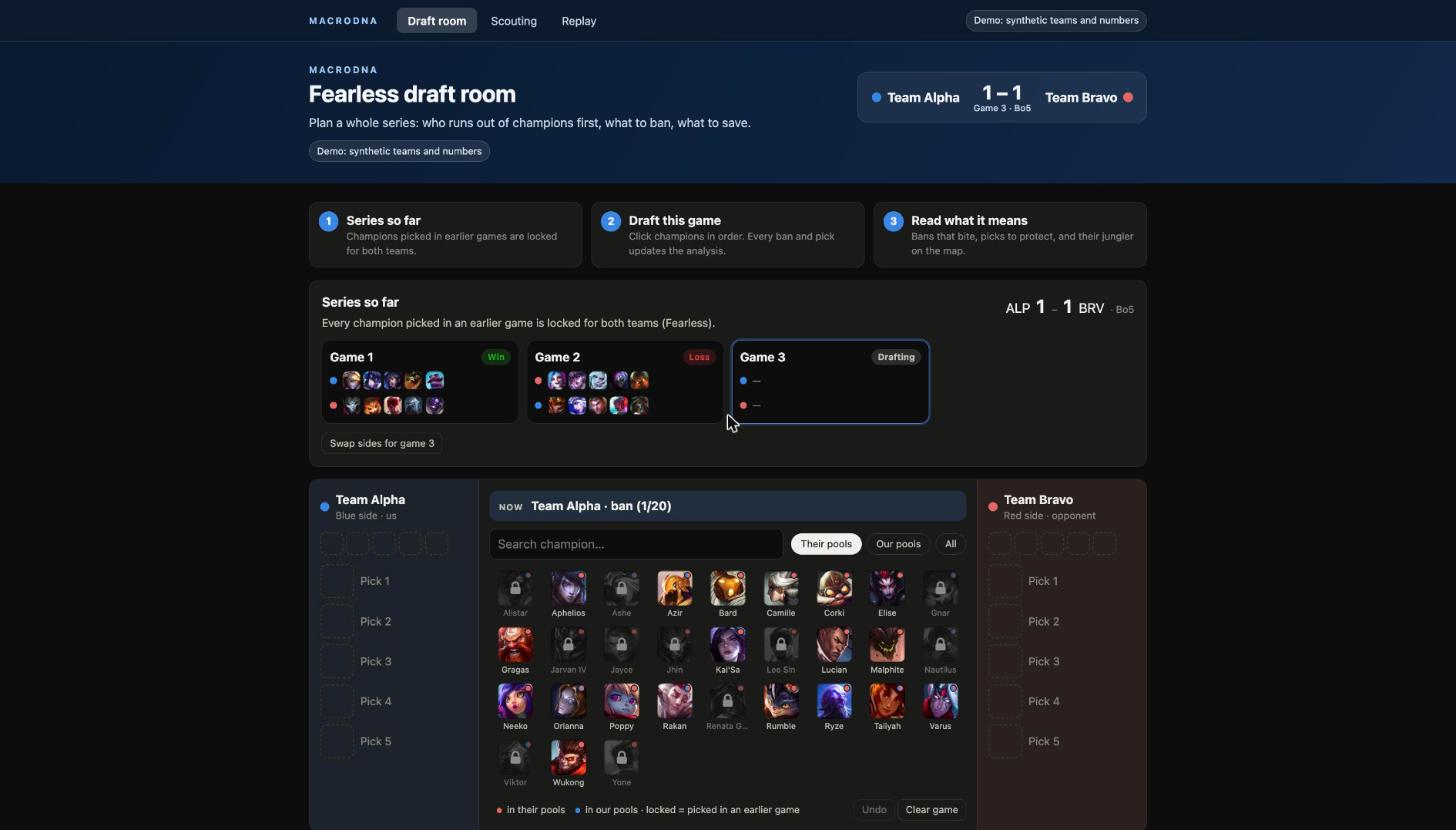 MACRODNA Draft room Scouting Replay Demo: synthetic teams and numbers
MACRODNA
Fearless draft room
Plan a whole series: who runs out of champions first, what to ban, what to save.
Demo: synthetic teams and numbers
Team Alpha 1 – 1 Team Bravo
Game 3 · Bo5
1 Series so far
Champions picked in earlier games are locked
for both teams.
2 Draft this game
Click champions in order. Every ban and pick
updates the analysis.
3 Read what it means
Bans that bite, picks to protect, and their jungler
on the map.
Series so far
ALP 1 – 1 BRV · Bo5
Every champion picked in an earlier game is locked for both teams (Fearless).
Game 1 Win
Game 2 Loss
Game 3 Drafting
—
—
Swap sides for game 3
Team Alpha
Blue side · us
Pick 1
Pick 2
Pick 3
Pick 4
Pick 5
NOW Team Alpha · ban (1/20)
Search champion... Their pools Our pools All
Alistar Aphelios Ashe Azir Bard Camille Corki Elise Gnar
Gragas Jarvan IV Jayce Jhin Kai'Sa Lee Sin Lucian Malphite Nautilus
Neeko Orianna Poppy Rakan Renata G... Rumble Ryze Taliyah Varus
Viktor Wukong Yone
in their pools in our pools · locked = picked in an earlier game Undo Clear game
Team Bravo
Red side · opponent
Pick 1
Pick 2
Pick 3
Pick 4
Pick 5